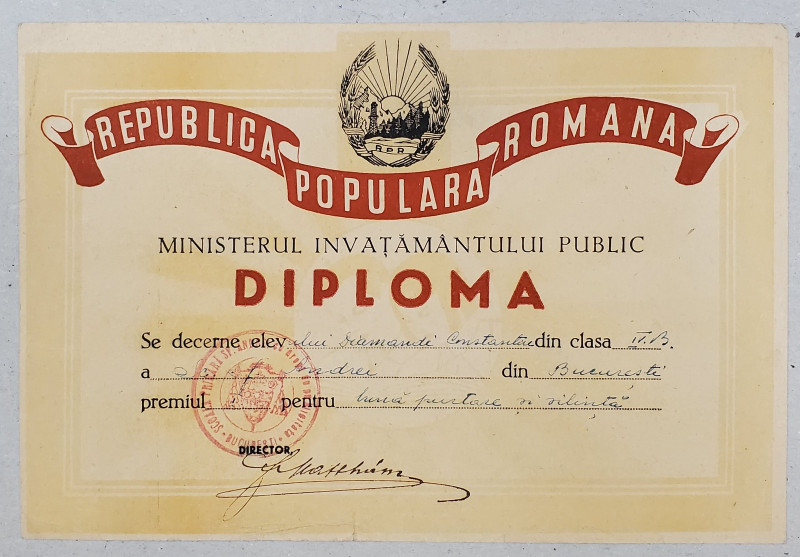 REPUBLICA POPULARA ROMANA
R.P.R.
MINISTERUL INVAȚĂMÂNTULUI PUBLIC
DIPLOMA
Se decerne elevului Diamandi Constantin din clasa IV.B.
a Andrei din București
premiul pentru bună purtare și silință
BUCUREȘTI
DIRECTOR,